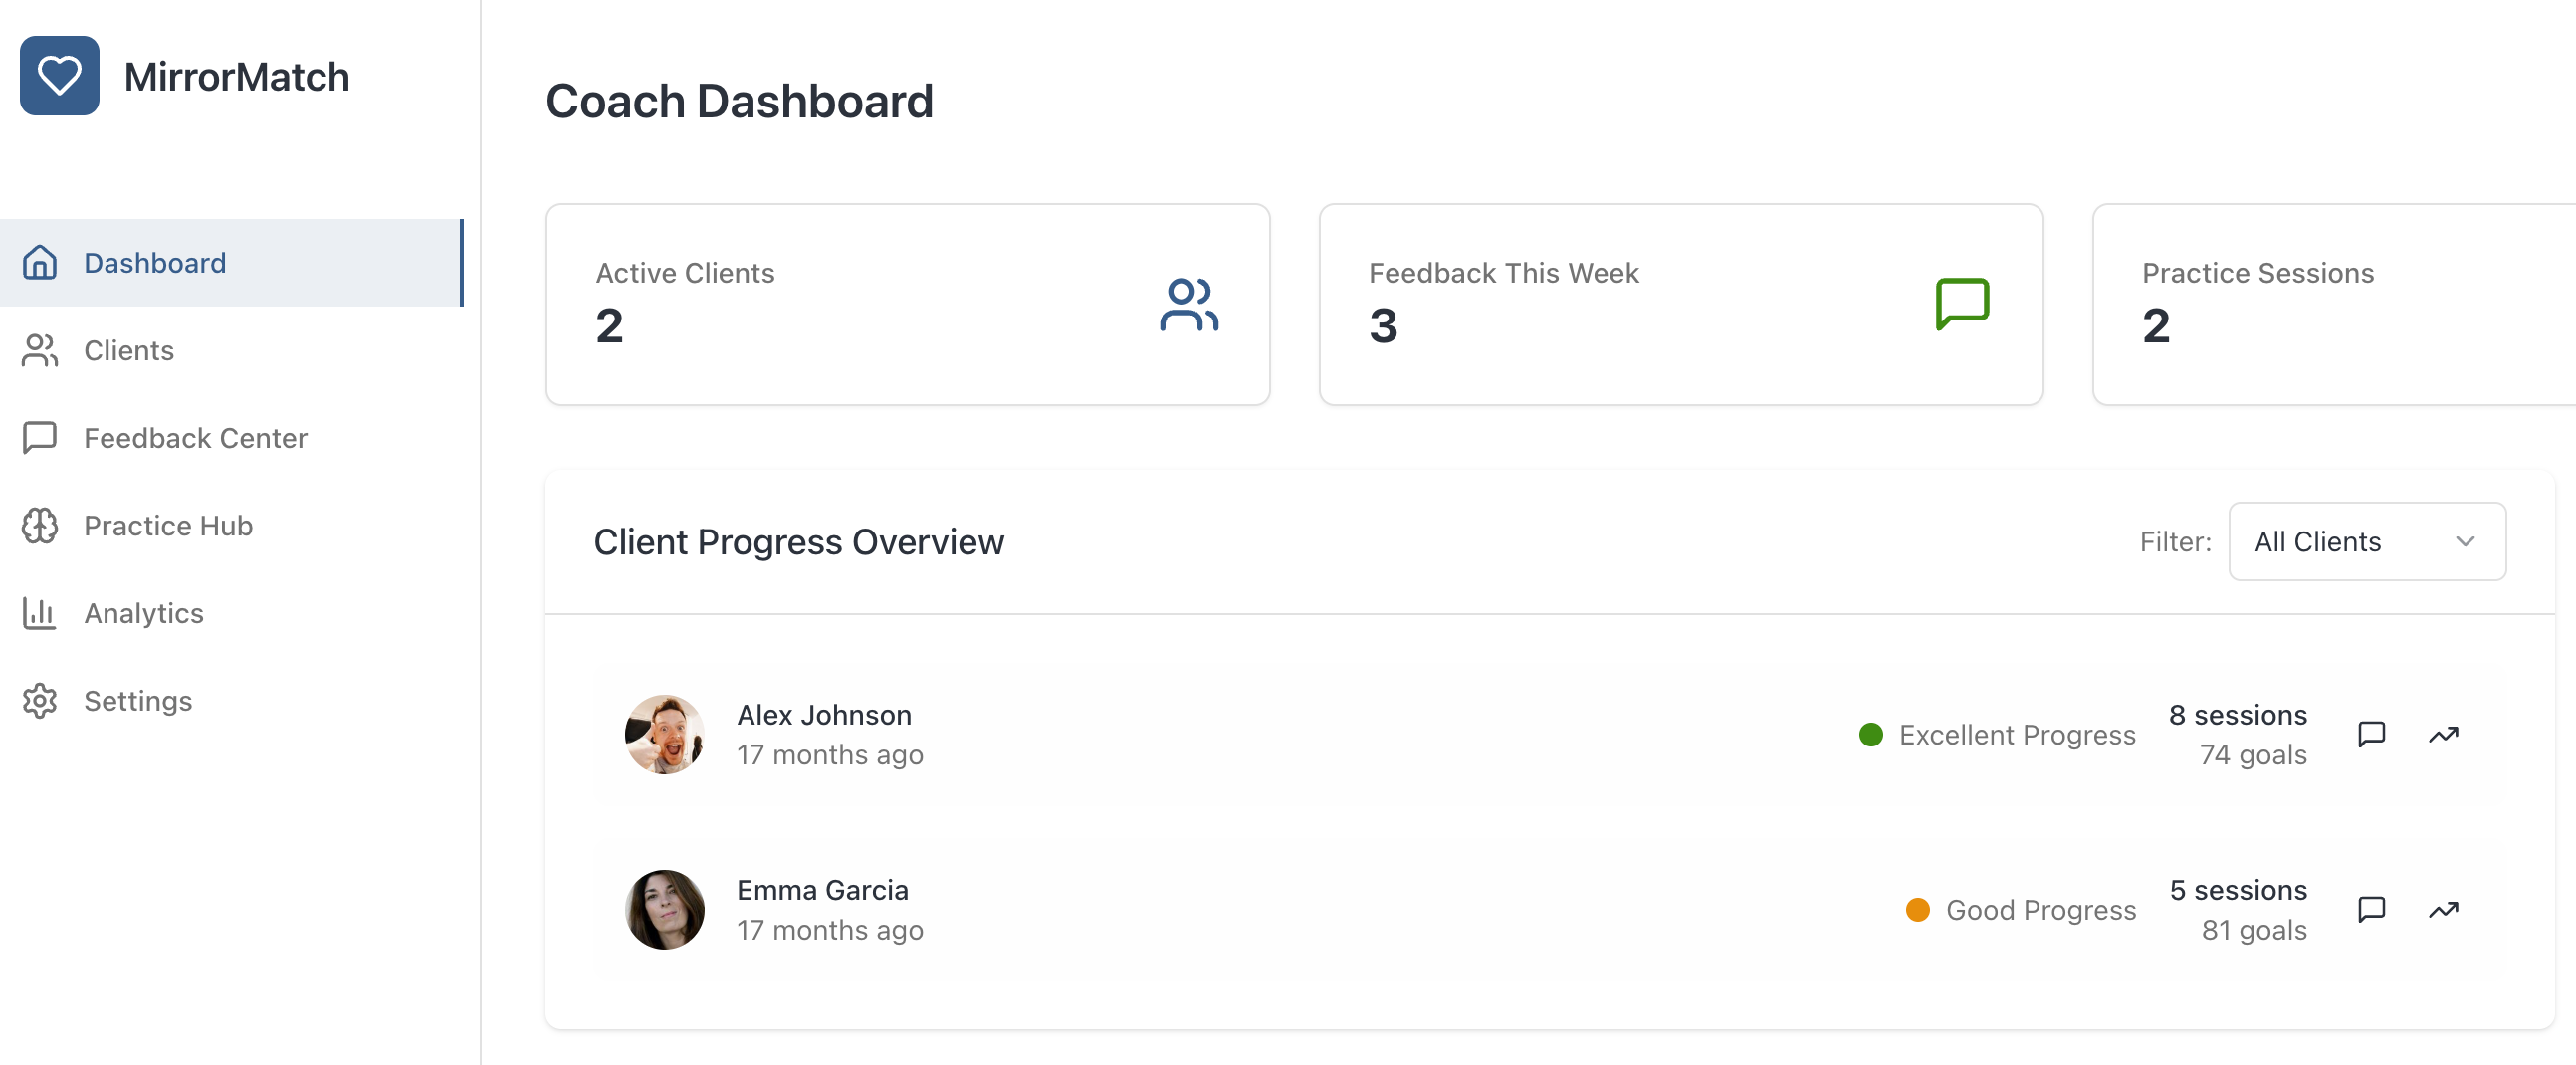 MirrorMatch
Dashboard
Clients
Feedback Center
Practice Hub
Analytics
Settings
Coach Dashboard
Active Clients
2
Feedback This Week
3
Practice Sessions
2
Client Progress Overview
Filter:
All Clients
Alex Johnson
17 months ago
Excellent Progress
8 sessions
74 goals
Emma Garcia
17 months ago
Good Progress
5 sessions
81 goals